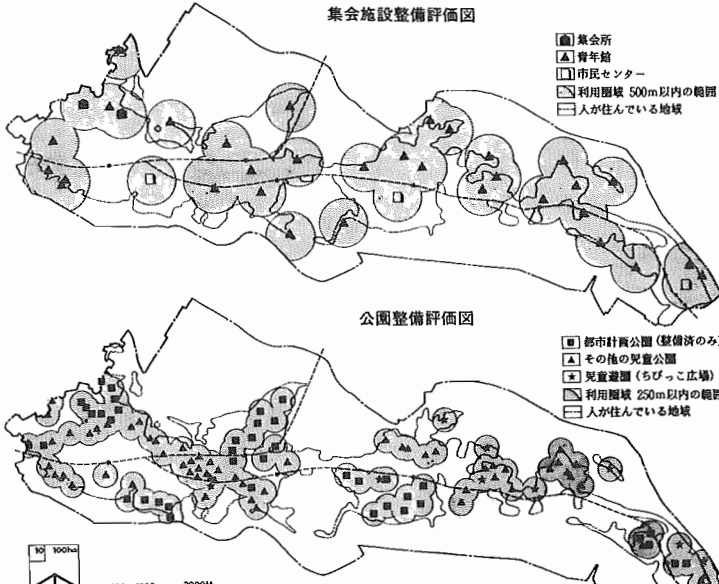 集会施設整備評価図
集会所
青年館
市民センター
利用圏域 500m以内の範囲
人が住んでいる地域
公園整備評価図
都市計画公園(整備済のみ)
その他の児童公園
児童遊園(ちびっこ広場)
利用圏域 250m以内の範囲
人が住んでいる地域
10 100ha